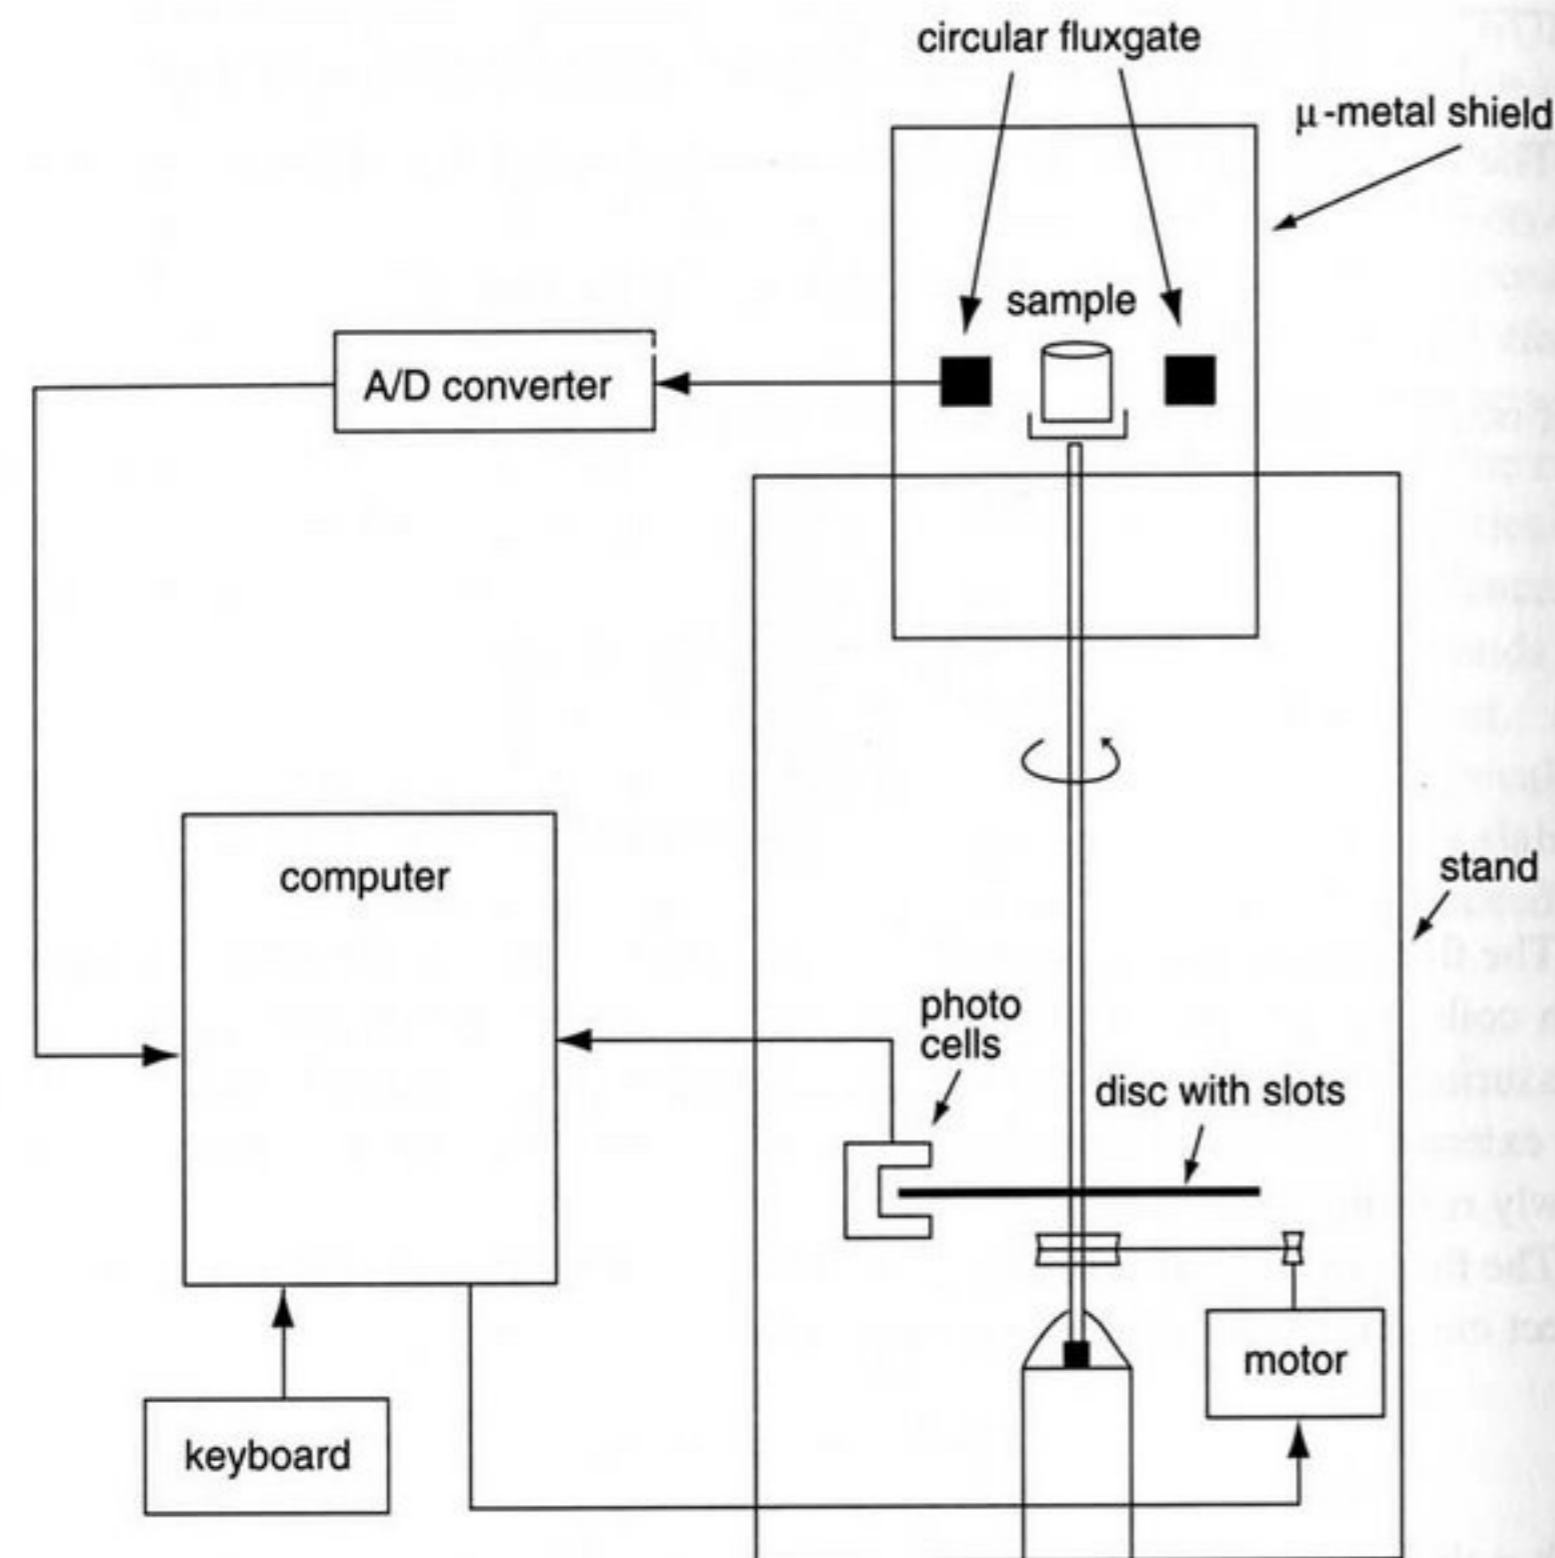 circular fluxgate
μ-metal shield
sample
A/D converter
computer
stand
photo
cells
disc with slots
motor
keyboard